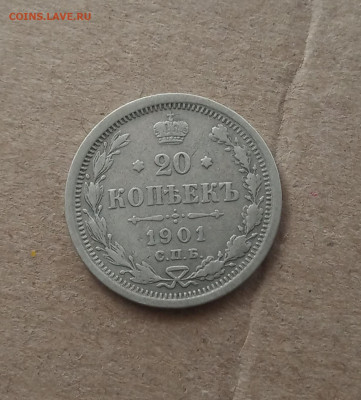 COINS.LAVE.RU
20
КОПѢЕКЪ
1901
С.П.Б.